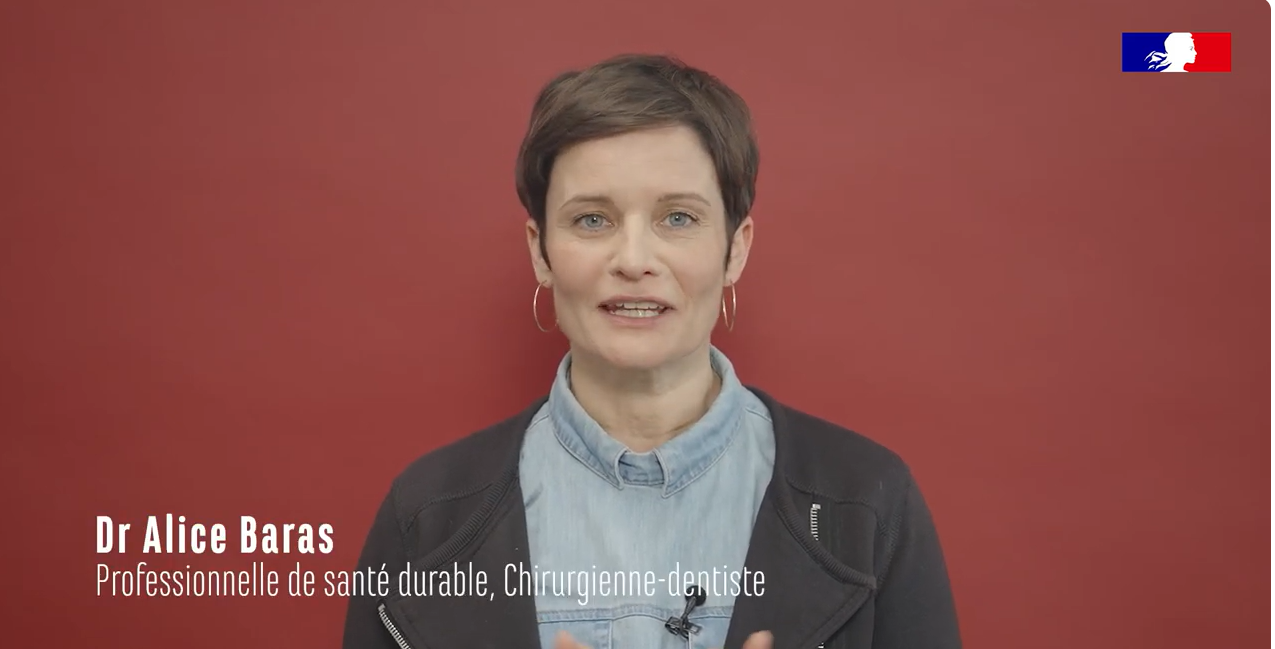 Dr Alice Baras
Professionnelle de santé durable, Chirurgienne-dentiste